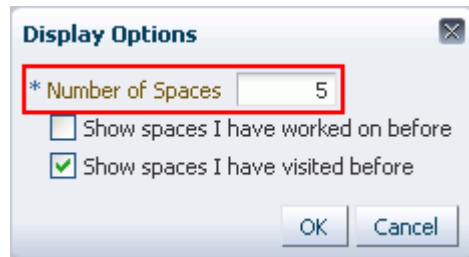 Display Options
* Number of Spaces 5
Show spaces I have worked on before
Show spaces I have visited before
OK Cancel